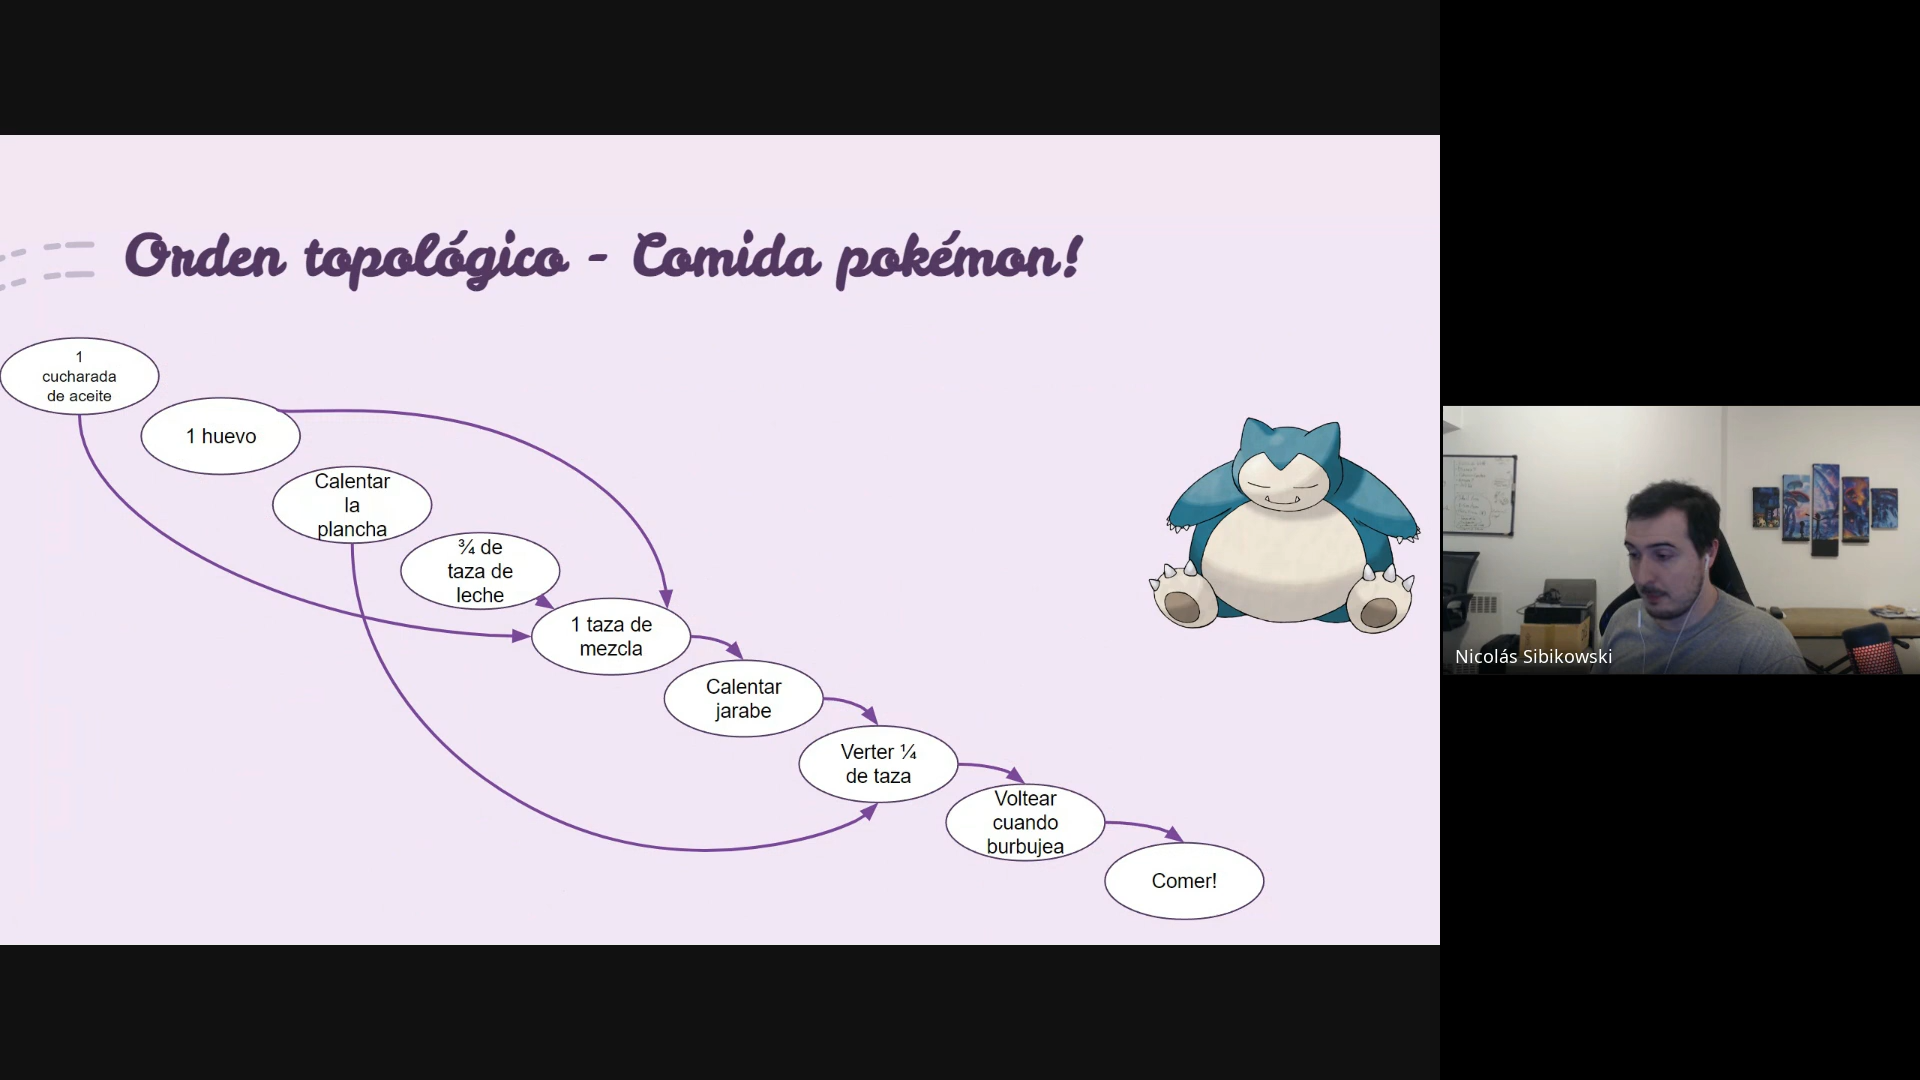 Orden topológico - Comida pokémon!
1
cucharada
de aceite
1 huevo
Calentar
la
plancha
¾ de
taza de
leche
1 taza de
mezcla
Calentar
jarabe
Verter ¼
de taza
Voltear
cuando
burbujea
Comer!
Nicolás Sibikowski